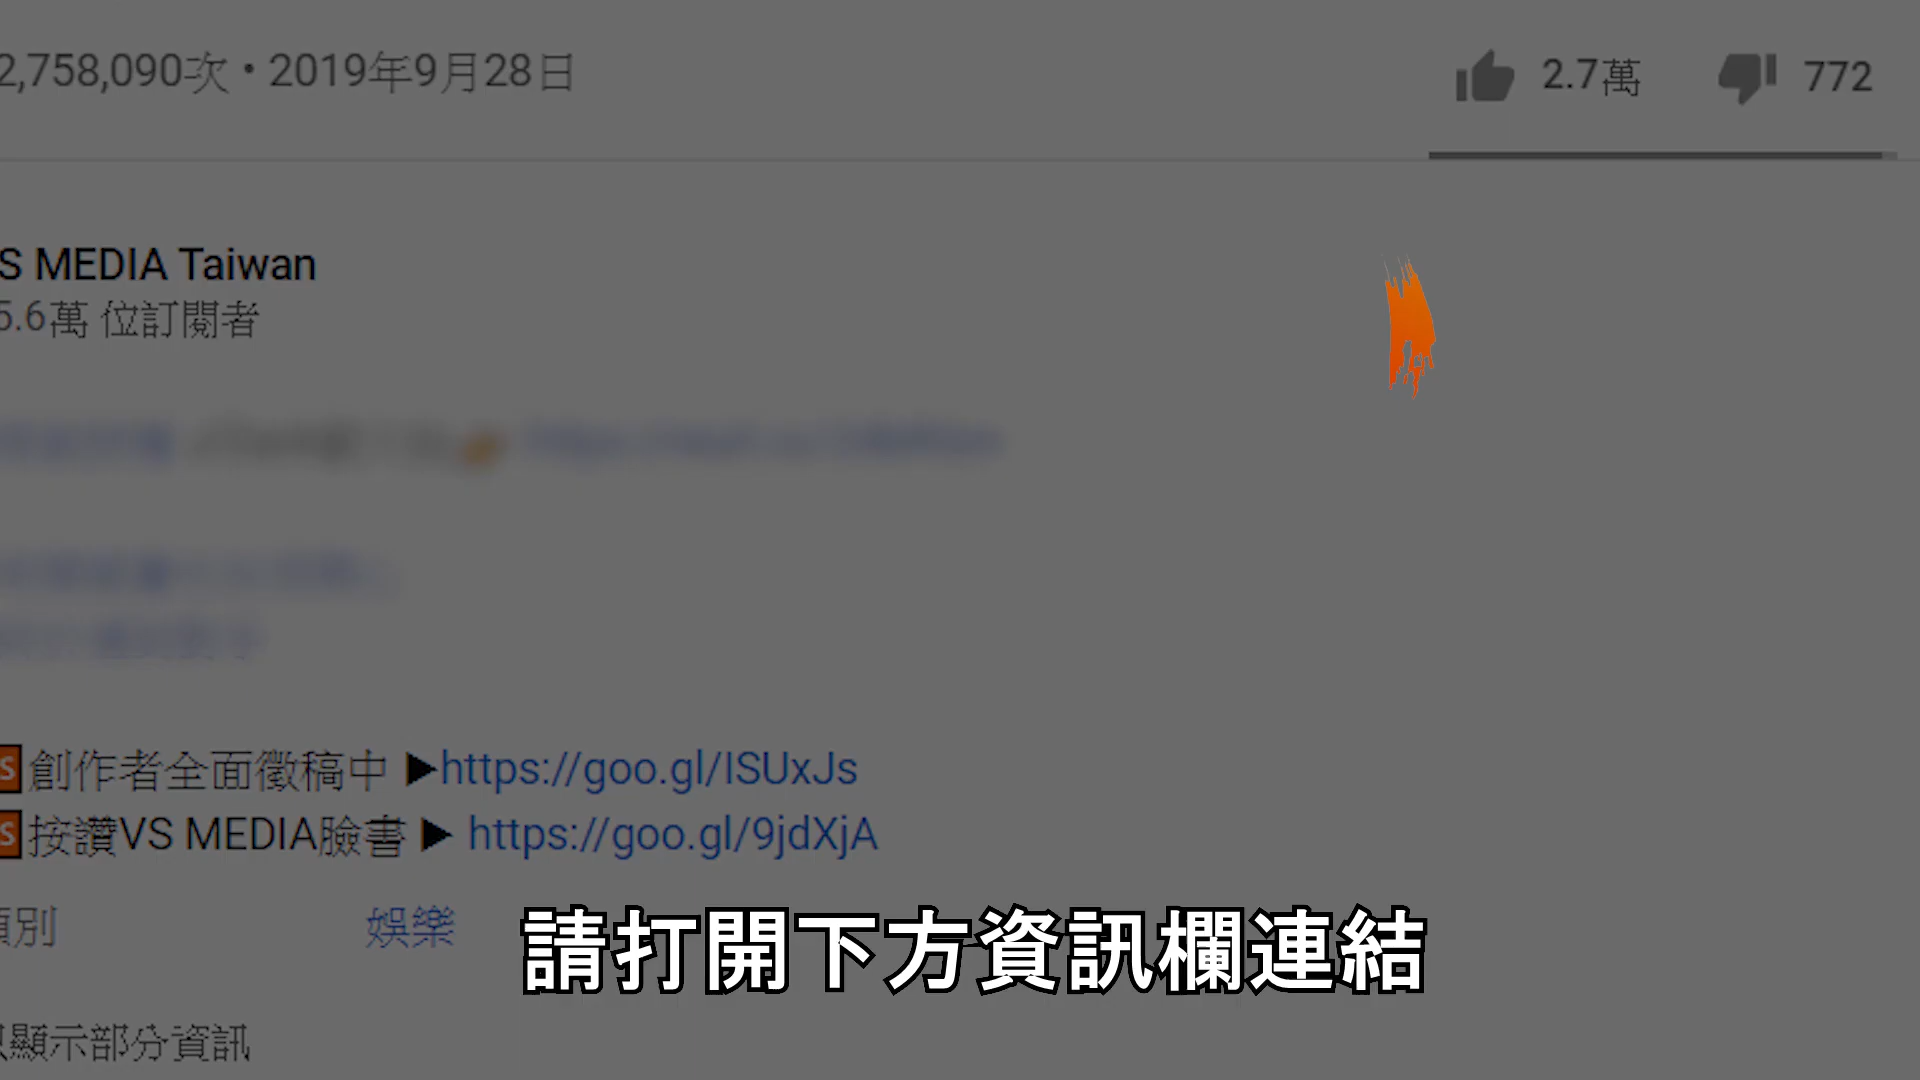 2,758,090次 • 2019年9月28日
2.7萬
772
S MEDIA Taiwan
5.6萬 位訂閱者
S創作者全面徵稿中 ▶https://goo.gl/ISUxJs
S按讚VS MEDIA臉書 ▶ https://goo.gl/9jdXjA
類別 娛樂
請打開下方資訊欄連結
只顯示部分資訊